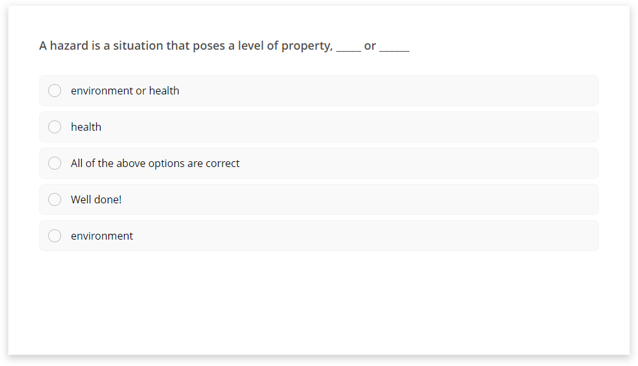 A hazard is a situation that poses a level of property, _____ or ______
environment or health
health
All of the above options are correct
Well done!
environment